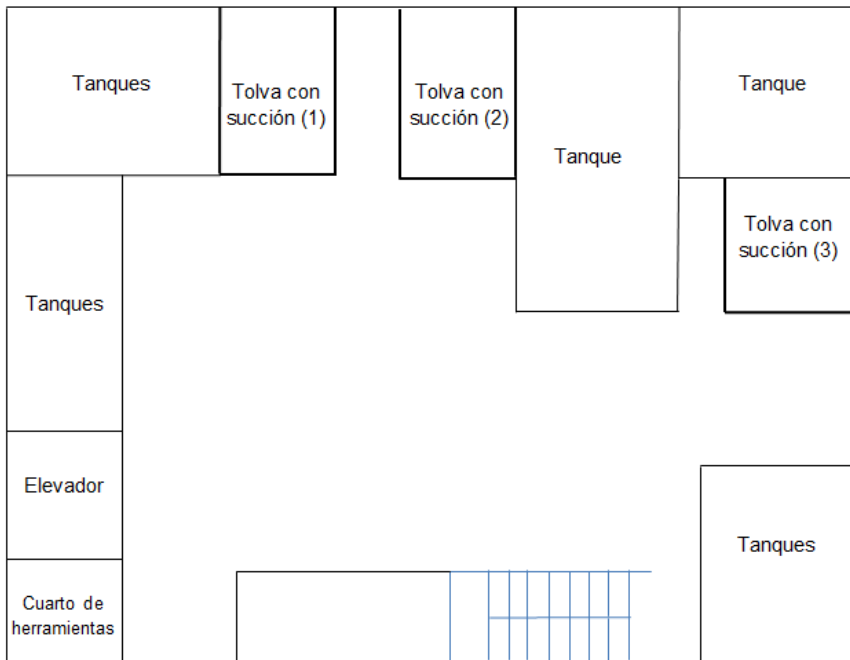 Tanques
Tolva con
succión (1)
Tolva con
succión (2)
Tanque
Tanque
Tolva con
succión (3)
Tanques
Elevador
Tanques
Cuarto de
herramientas